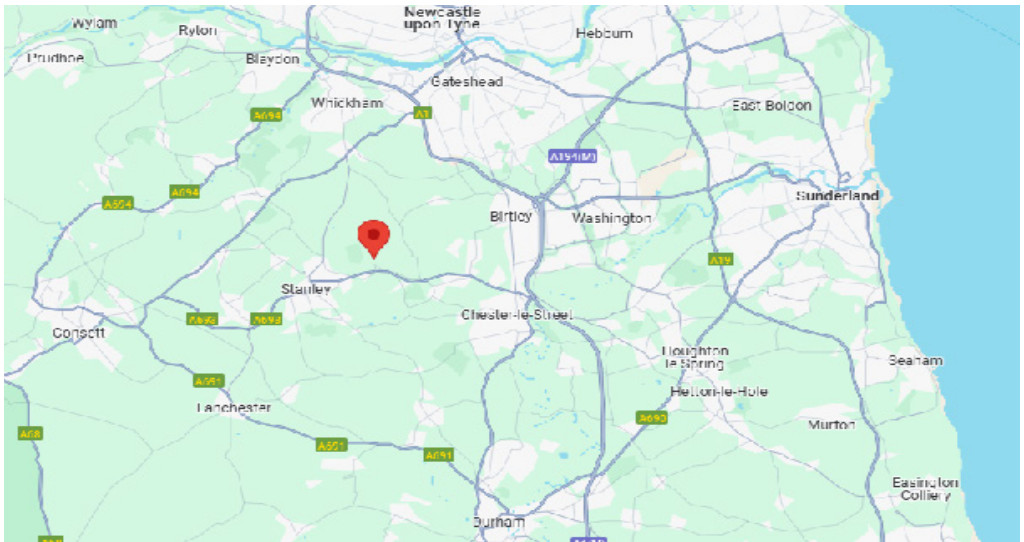 Newcastle
upon Tyne
Wylam
Ryton
Hebburn
Prudhoe
Blaydon
Gateshead
Whickham
East Boldon
A694
A1
A194(M)
A694
A694
Sunderland
Birtley
Washington
A19
Stanley
Chester-le-Street
A693
A693
Consett
Houghton
le Spring
Seaham
A691
Hetton-le-Hole
Lanchester
A690
Murton
A68
A691
A691
Easington
Colliery
Durham